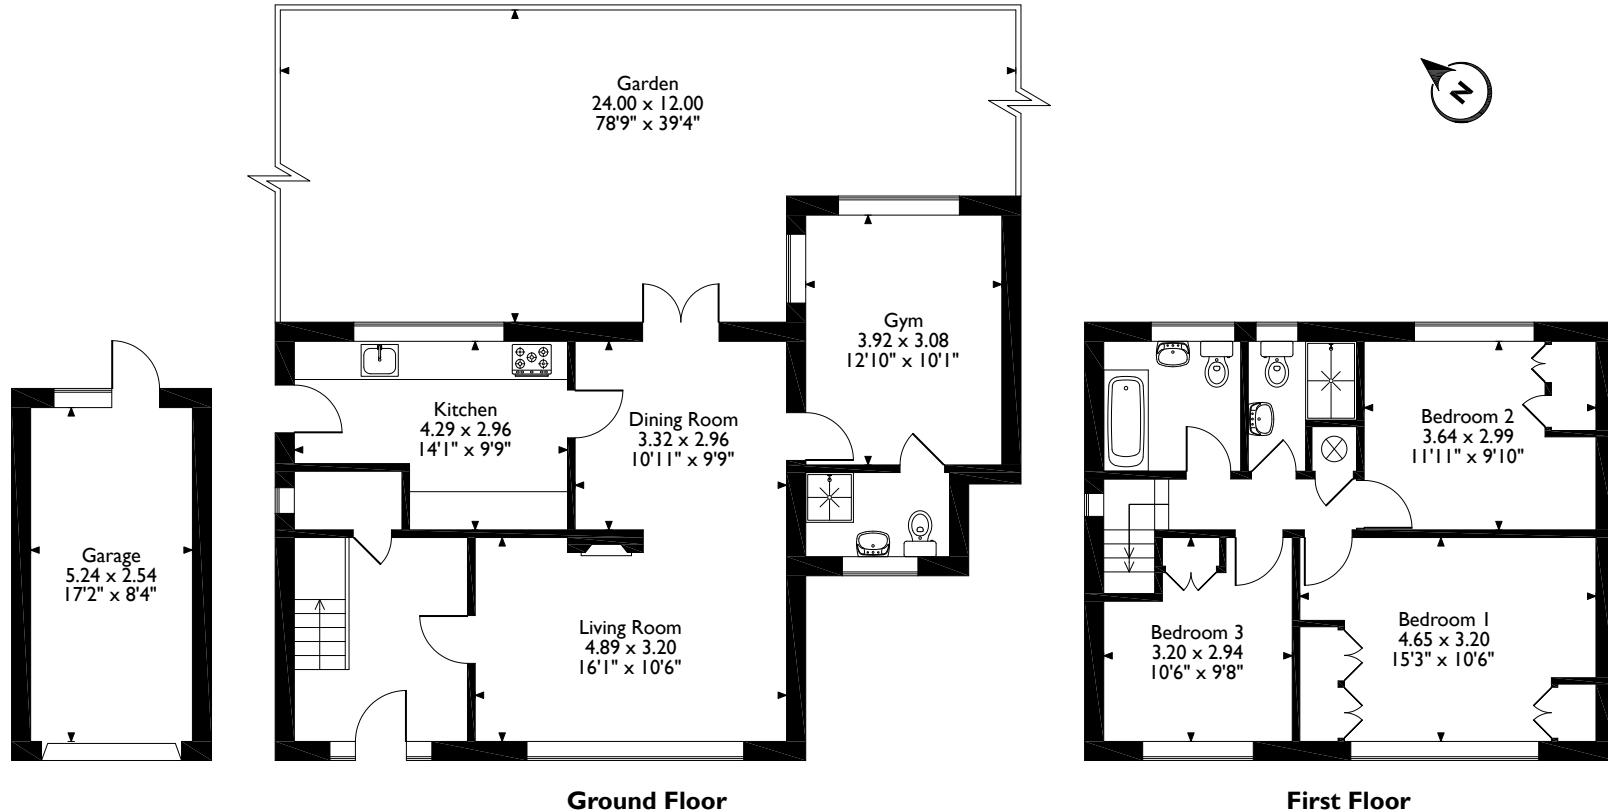 Garden
24.00 x 12.00
78'9" x 39'4"
N
Gym
3.92 x 3.08
12'10" x 10'1"
Kitchen
4.29 x 2.96
14'1" x 9'9"
Dining Room
3.32 x 2.96
10'11" x 9'9"
Bedroom 2
3.64 x 2.99
11'11" x 9'10"
Garage
5.24 x 2.54
17'2" x 8'4"
Living Room
4.89 x 3.20
16'1" x 10'6"
Bedroom 3
3.20 x 2.94
10'6" x 9'8"
Bedroom 1
4.65 x 3.20
15'3" x 10'6"
Ground Floor
First Floor